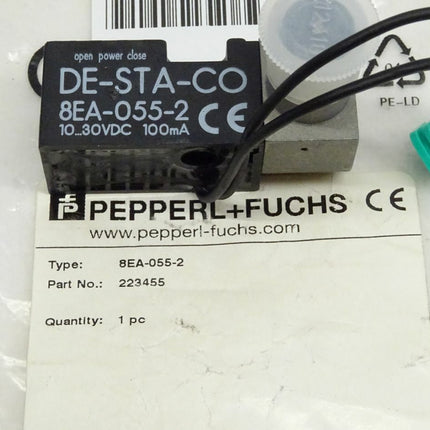 open power close
DE-STA-CO
8EA-055-2
10...30VDC 100mA CE
PE-LD
PEPPERL+FUCHS CE
www.pepperl-fuchs.com
Type: 8EA-055-2
Part No.: 223455
Quantity: 1 pc